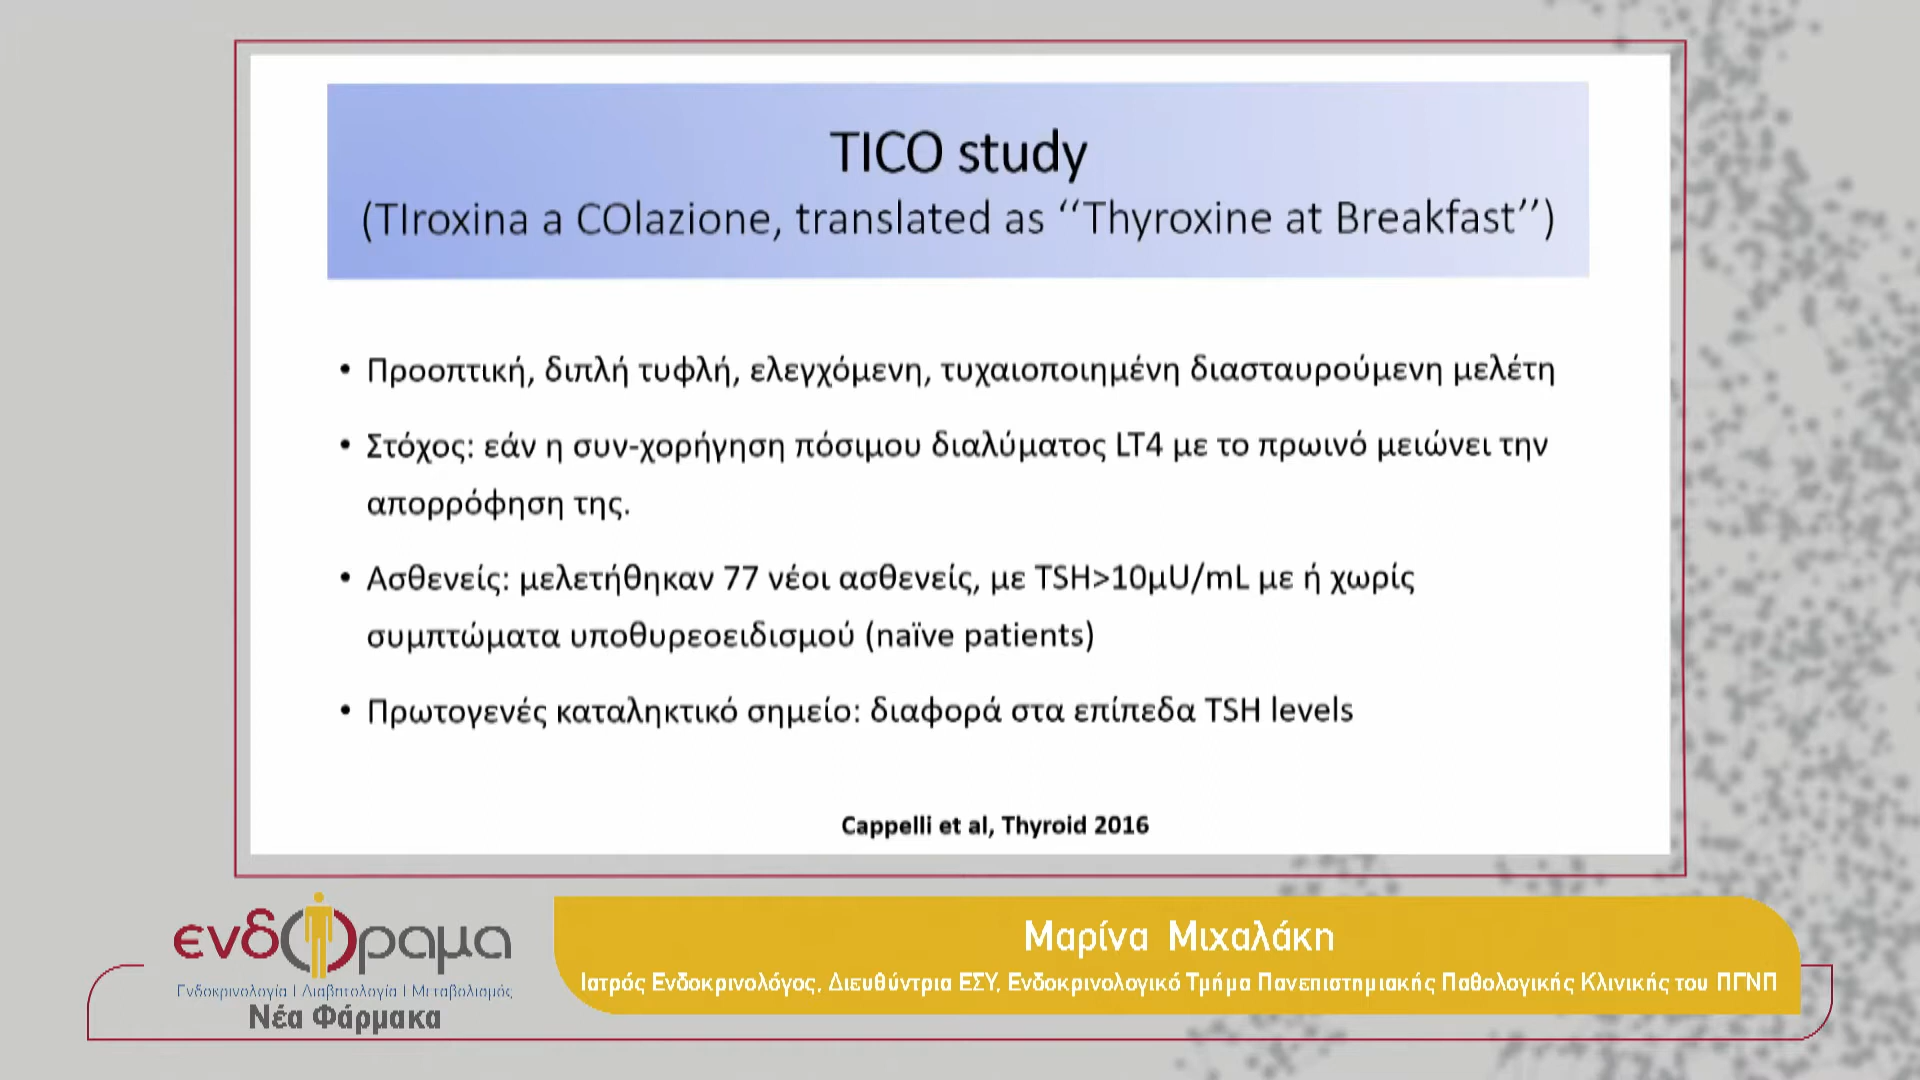 TICO study
(TIroxina a COlazione, translated as ‘‘Thyroxine at Breakfast’’)
• Προοπτική, διπλή τυφλή, ελεγχόμενη, τυχαιοποιημένη διασταυρούμενη μελέτη
• Στόχος: εάν η συν-χορήγηση πόσιμου διαλύματος LT4 με το πρωινό μειώνει την
απορρόφηση της.
• Ασθενείς: μελετήθηκαν 77 νέοι ασθενείς, με TSH>10μU/mL με ή χωρίς
συμπτώματα υποθυρεοειδισμού (naïve patients)
• Πρωτογενές καταληκτικό σημείο: διαφορά στα επίπεδα TSH levels
Cappelli et al, Thyroid 2016
ενδοραμα
Ενδοκρινολογία | Διαβητολογία | Μεταβολισμός
Νέα Φάρμακα
Μαρίνα Μιχαλάκη
Ιατρός Ενδοκρινολόγος, Διευθύντρια ΕΣΥ, Ενδοκρινολογικό Τμήμα Πανεπιστημιακής Παθολογικής Κλινικής του ΠΓΝΠ